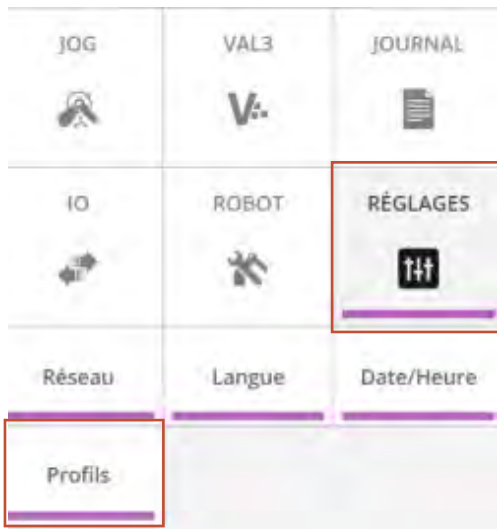 JOG VAL3 JOURNAL
IO ROBOT RÉGLAGES
Réseau Langue Date/Heure
Profils